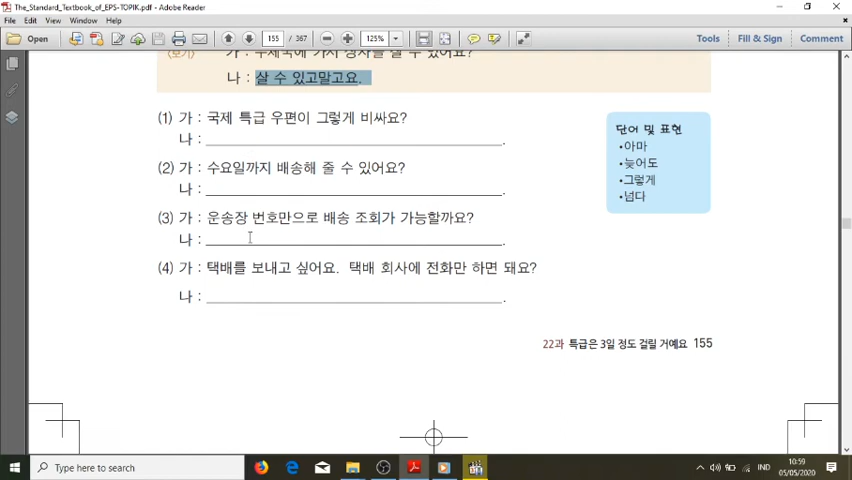 The_Standard_Textbook_of_EPS-TOPIK.pdf - Adobe Reader
File Edit View Window Help
Open 155 / 367 125% Tools Fill & Sign Comment
나 : 살 수 있고말고요.
(1) 가 : 국제 특급 우편이 그렇게 비싸요?
나 : .
(2) 가 : 수요일까지 배송해 줄 수 있어요?
나 : .
(3) 가 : 운송장 번호만으로 배송 조회가 가능할까요?
나 : .
(4) 가 : 택배를 보내고 싶어요. 택배 회사에 전화만 하면 돼요?
나 : .
단어 및 표현
•아마
•늦어도
•그렇게
•넘다
22과 특급은 3일 정도 걸릴 거예요 155
Type here to search
IND
10:59
05/05/2020